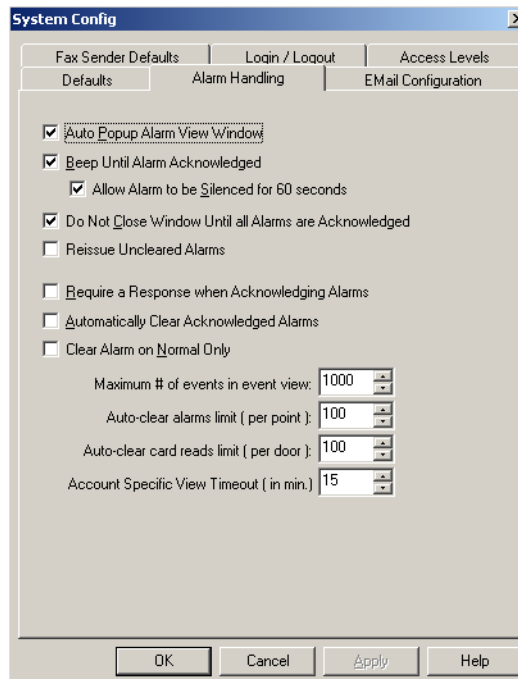 System Config
Fax Sender Defaults
Login / Logout
Access Levels
Defaults
Alarm Handling
EMail Configuration
Auto Popup Alarm View Window
Beep Until Alarm Acknowledged
Allow Alarm to be Silenced for 60 seconds
Do Not Close Window Until all Alarms are Acknowledged
Reissue Uncleared Alarms
Require a Response when Acknowledging Alarms
Automatically Clear Acknowledged Alarms
Clear Alarm on Normal Only
Maximum # of events in event view: 1000
Auto-clear alarms limit ( per point ): 100
Auto-clear card reads limit ( per door ): 100
Account Specific View Timeout ( in min.) 15
OK Cancel Apply Help